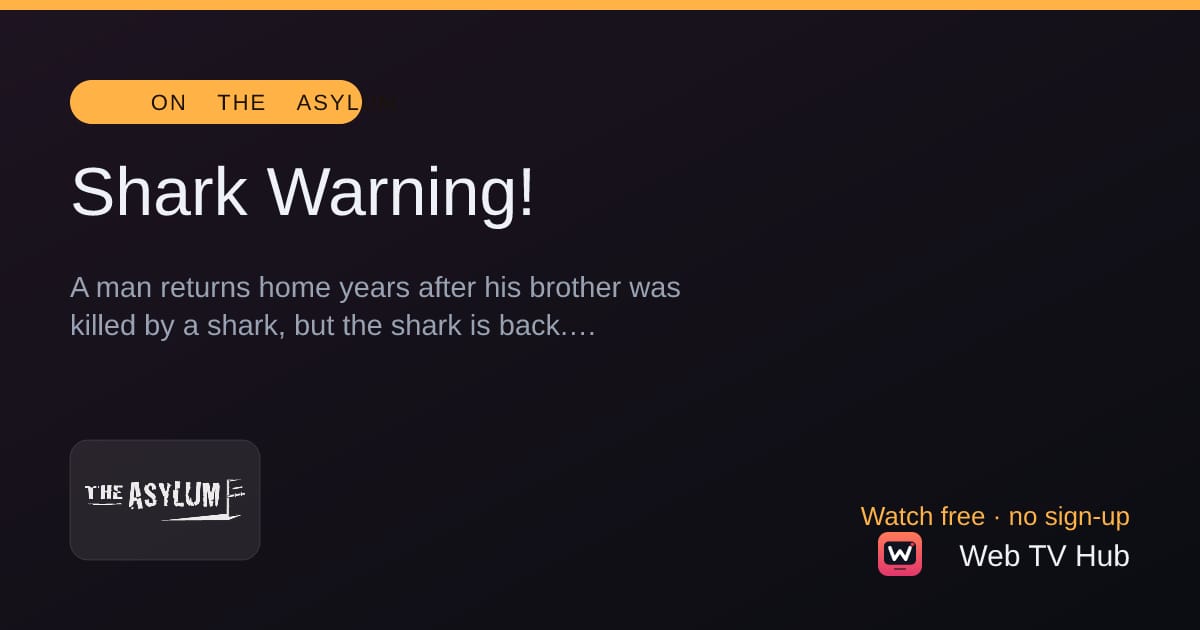 ON THE ASYLUM
Shark Warning!
A man returns home years after his brother was
killed by a shark, but the shark is back.…
THE ASYLUM
Watch free · no sign-up
W
Web TV Hub